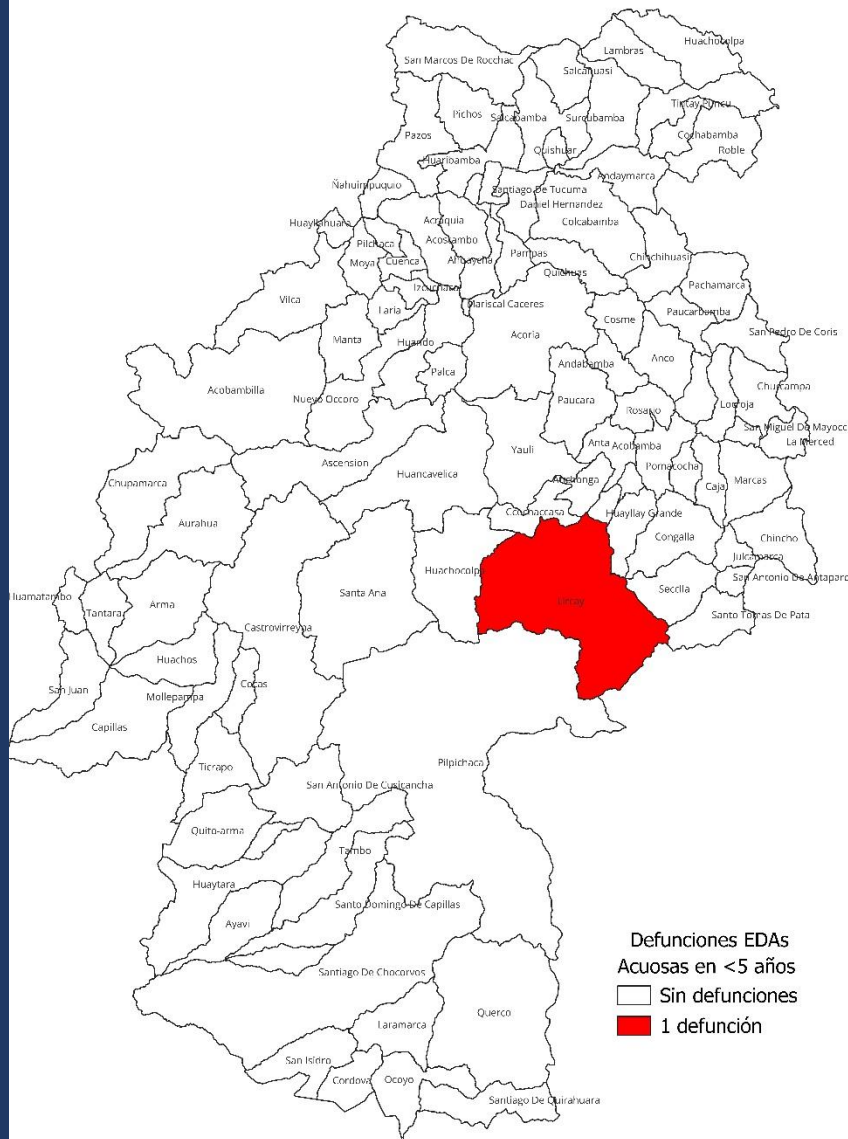 Huachocolpa
Lambras
San Marcos De Rocchac
Salcahuasi
Tintay Puncu
Pichos
Salcabamba
Surcubamba
Pazos
Cochabamba
Quishuar
Roble
Huaribamba
Andaymarca
Ñahuimpuquio
Santiago De Tucuma
Daniel Hernandez
Colcabamba
Huayllahuara
Acraquia
Pilchaca
Acostambo
Moya
Cuenca
Pampas
Chinchihuasi
Quichuas
Izcuchaca
Pachamarca
Vilca
Laria
Mariscal Caceres
Paucarbamba
Cosme
San Pedro De Coris
Manta
Huando
Acoria
Anco
Andabamba
Palca
Acobambilla
Churcampa
Nuevo Occoro
Paucara
Rosario
Locroja
San Miguel De Mayocc
La Merced
Anta
Acobamba
Yauli
Ascension
Pomacocha
Huancavelica
Caja
Marcas
Chupamarca
Ccochaccasa
Huayllay Grande
Aurahua
Congalla
Chincho
Julcamarca
Huachocolpa
San Antonio De Antaparco
Secclla
Santa Ana
Huamatambo
Arma
Lircay
Tantara
Santo Tomas De Pata
Castrovirreyna
Huachos
San Juan
Cocas
Mollepampa
Capillas
Pilpichaca
Ticrapo
San Antonio De Cusicancha
Quito-arma
Tambo
Huaytara
Santo Domingo De Capillas
Ayavi
Santiago De Chocorvos
Querco
Laramarca
San Isidro
Cordova
Ocoyo
Santiago De Quirahuara
Defunciones EDAs
Acuosas en <5 años
Sin defunciones
1 defunción